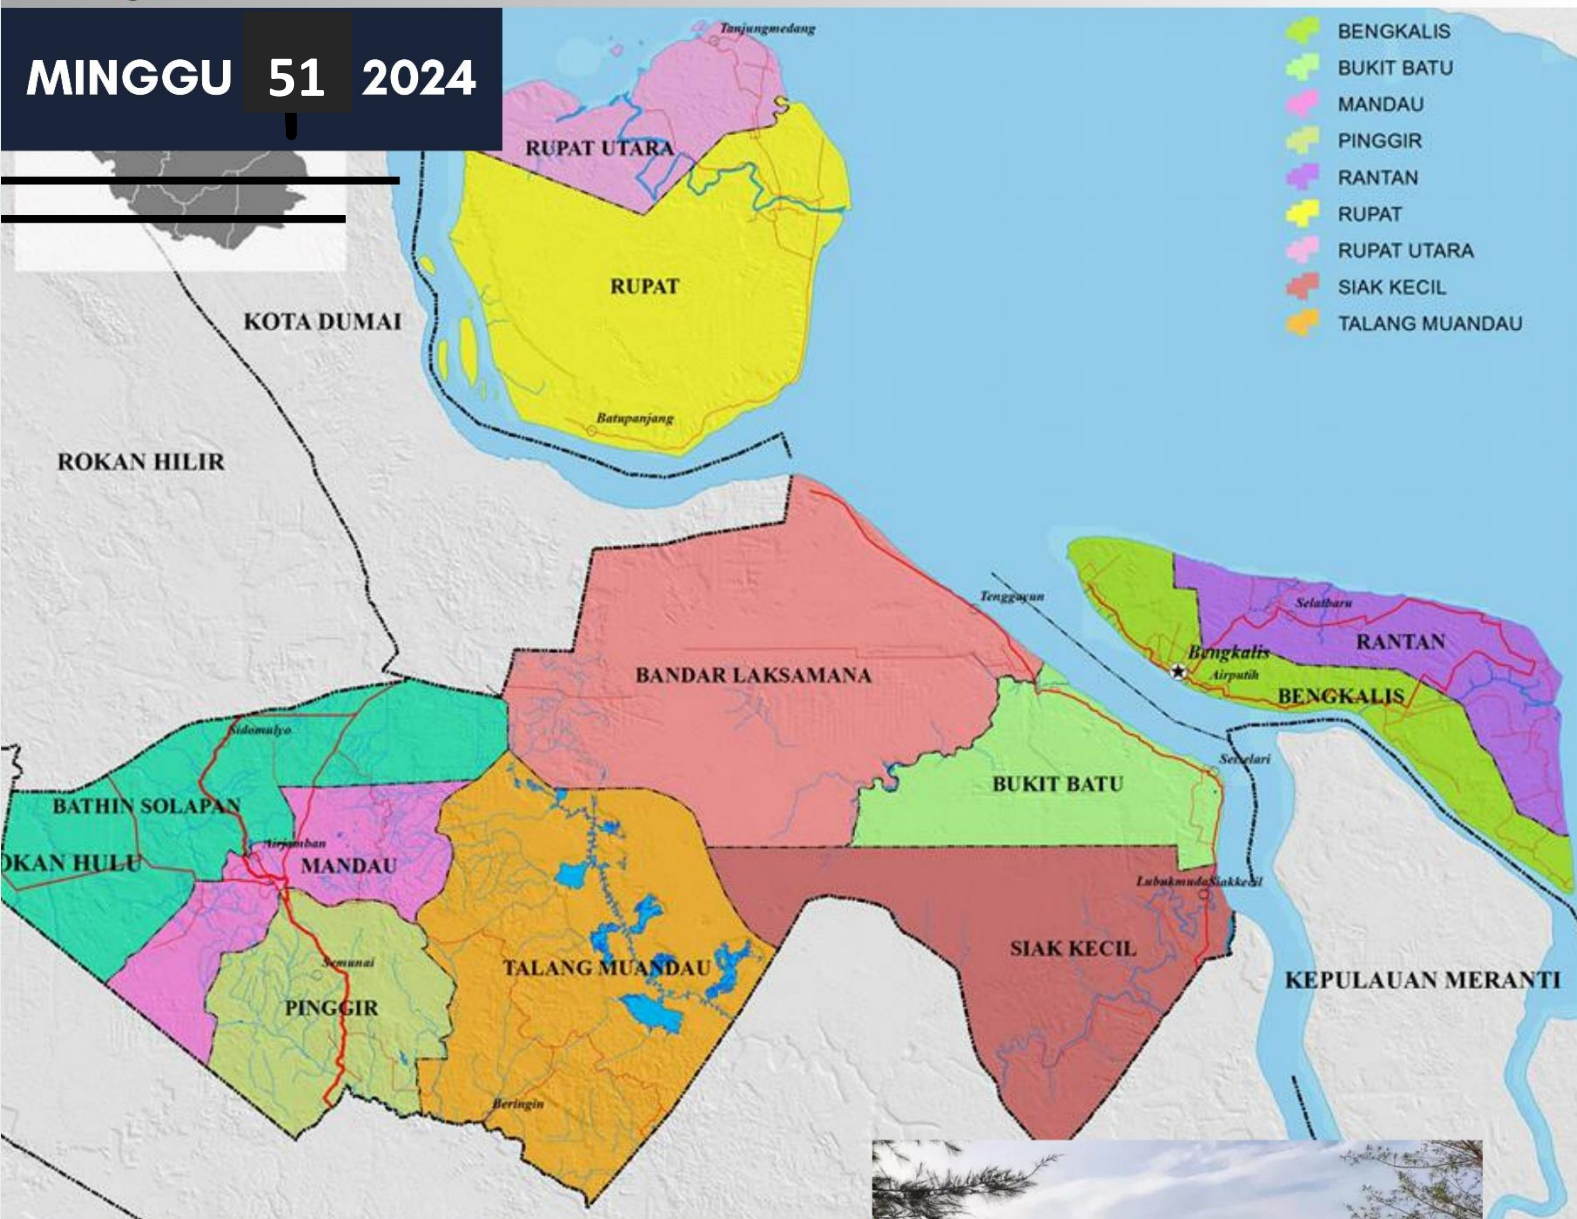 MINGGU 51 2024
BENGKALIS
BUKIT BATU
MANDAU
PINGGIR
RANTAN
RUPAT
RUPAT UTARA
SIAK KECIL
TALANG MUANDAU
Tanjungmedang
RUPAT UTARA
RUPAT
KOTA DUMAI
Batupanjang
ROKAN HILIR
Tenggayun
Selatbaru
RANTAN
Bengkalis
Airputih
BENGKALIS
BANDAR LAKSAMANA
Sidomulyo
BUKIT BATU
BATHIN SOLAPAN
Airjamban
OKAN HULU
MANDAU
LubukmudaSiakkecil
SIAK KECIL
Semunai
TALANG MUANDAU
KEPULAUAN MERANTI
PINGGIR
Beringin